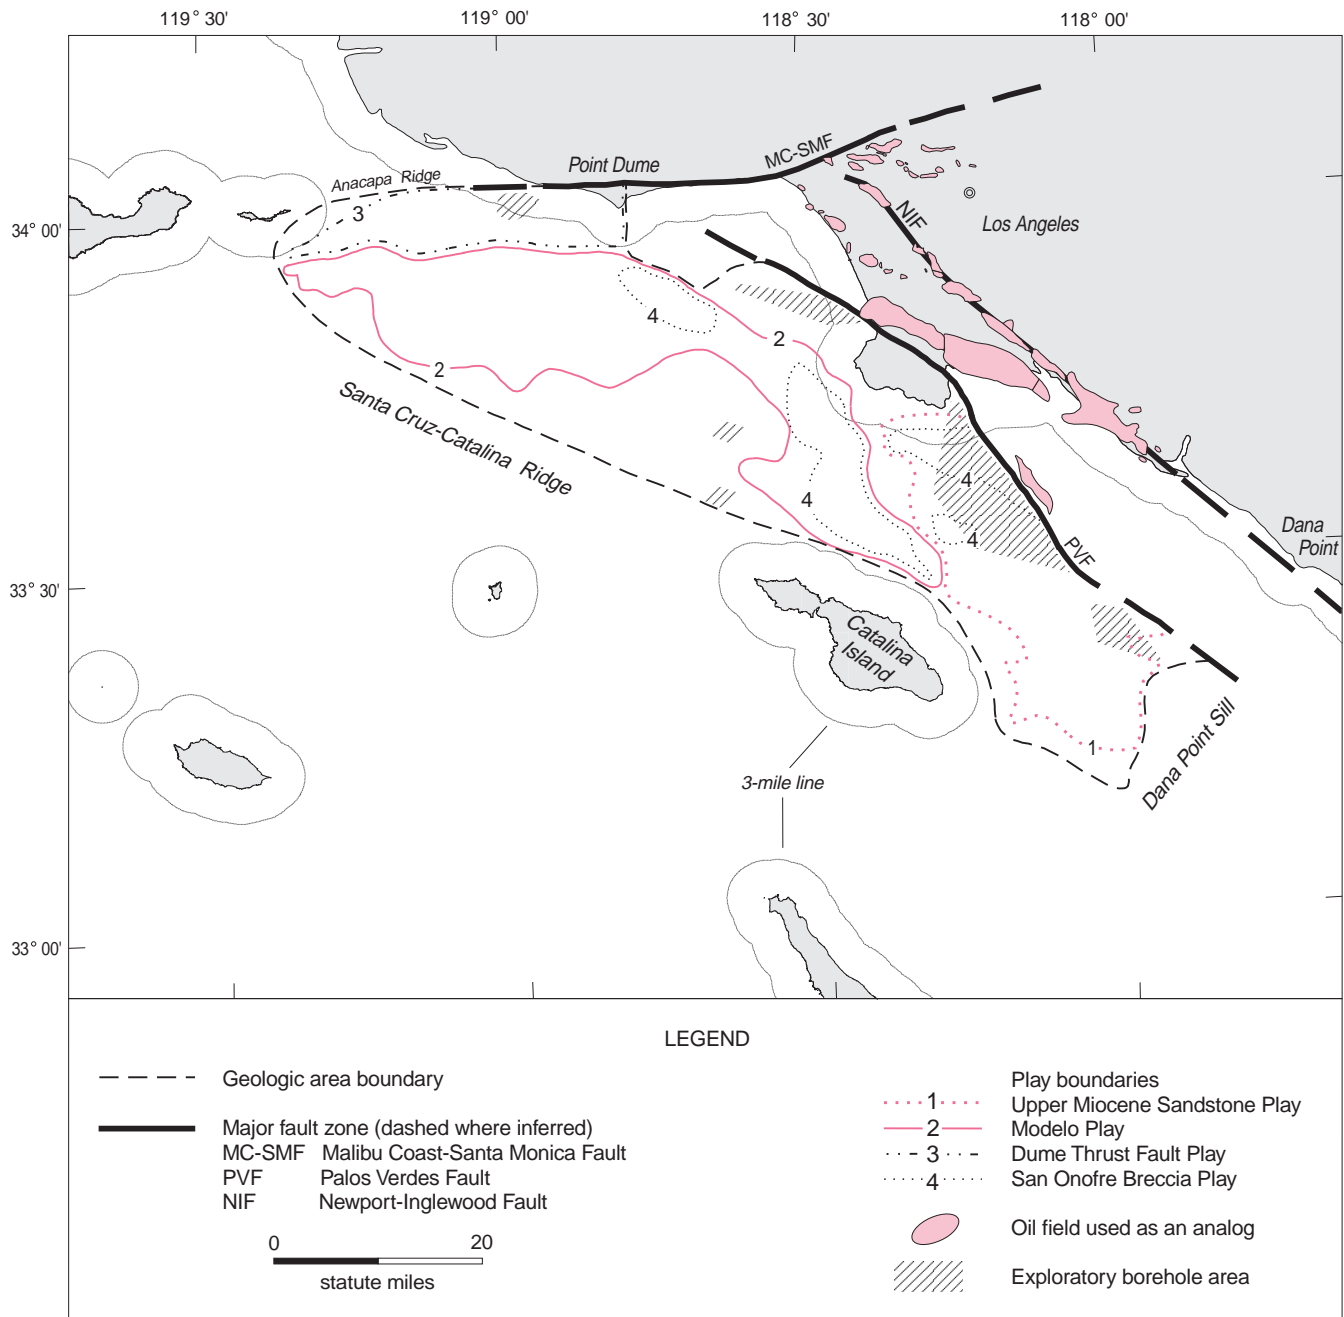 119° 30'
119° 00'
118° 30'
118° 00'
Point Dume
MC-SMF
Anacapa Ridge
3
NIF
Los Angeles
34° 00'
4
2
2
Santa Cruz-Catalina Ridge
4
4
4
PVF
Dana
Point
33° 30'
Catalina
Island
Dana Point Sill
1
3-mile line
33° 00'
LEGEND
Geologic area boundary
Major fault zone (dashed where inferred)
MC-SMF Malibu Coast-Santa Monica Fault
PVF Palos Verdes Fault
NIF Newport-Inglewood Fault
0 20
statute miles
Play boundaries
1 Upper Miocene Sandstone Play
2 Modelo Play
3 Dume Thrust Fault Play
4 San Onofre Breccia Play
Oil field used as an analog
Exploratory borehole area